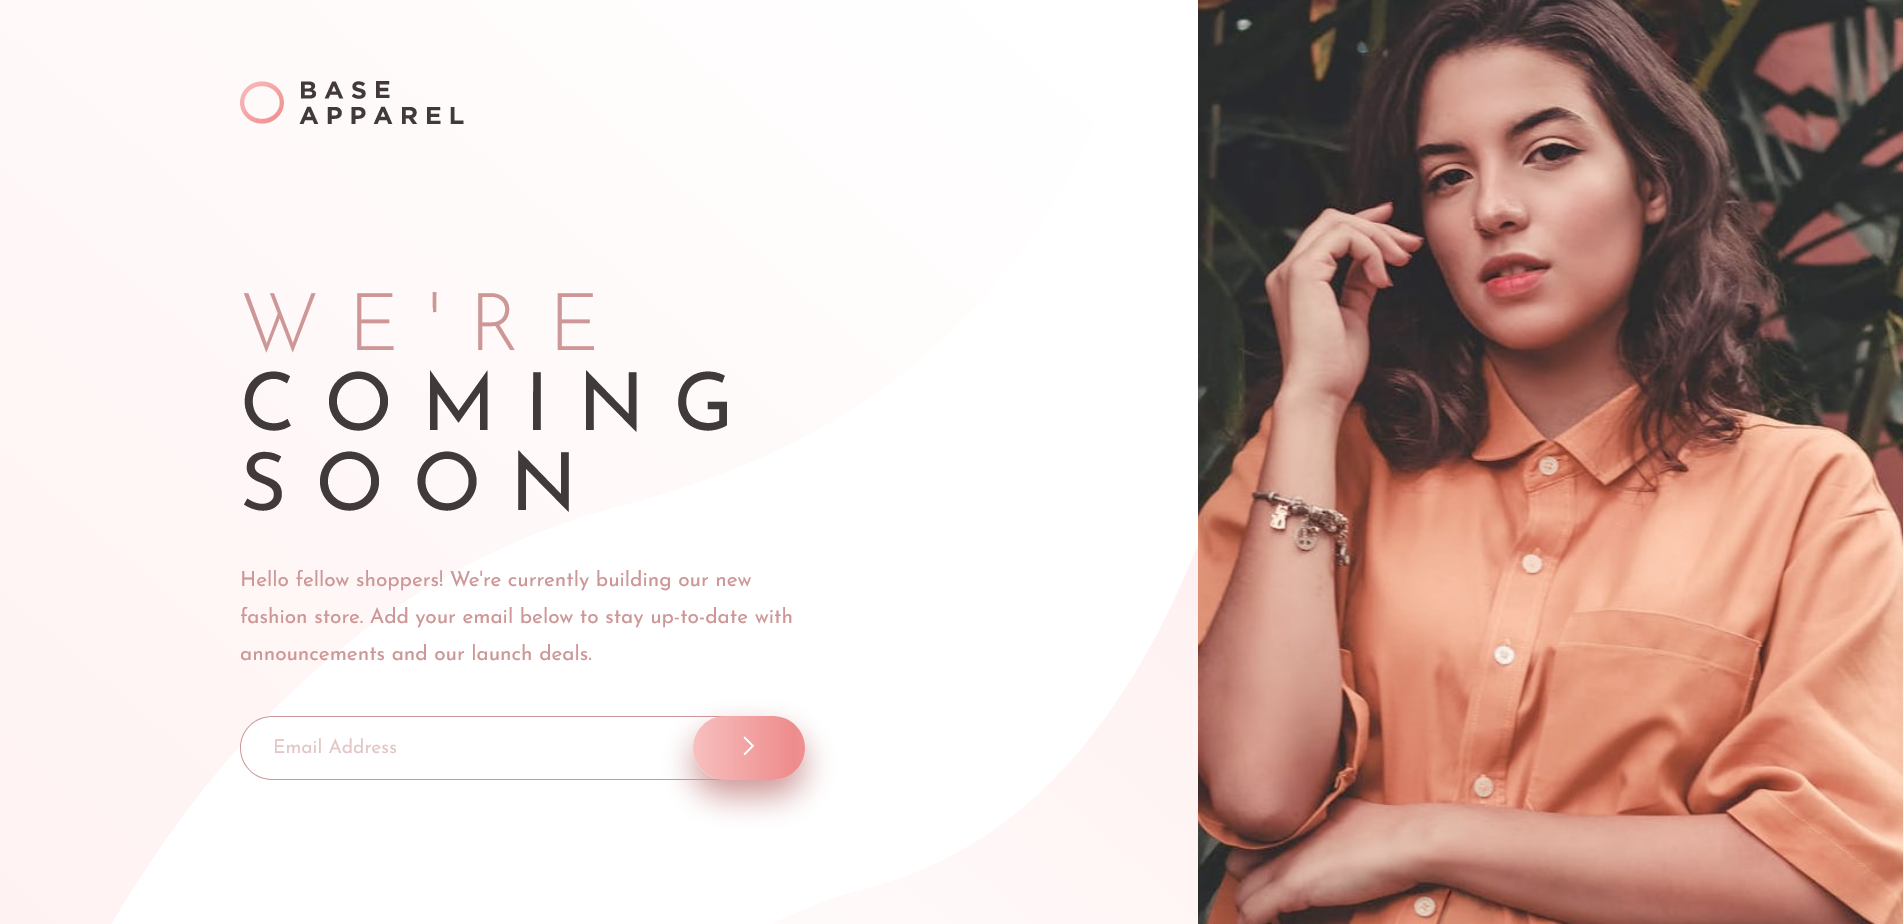 BASE
APPAREL
WE'RE
COMING
SOON
Hello fellow shoppers! We're currently building our new
fashion store. Add your email below to stay up-to-date with
announcements and our launch deals.
Email Address